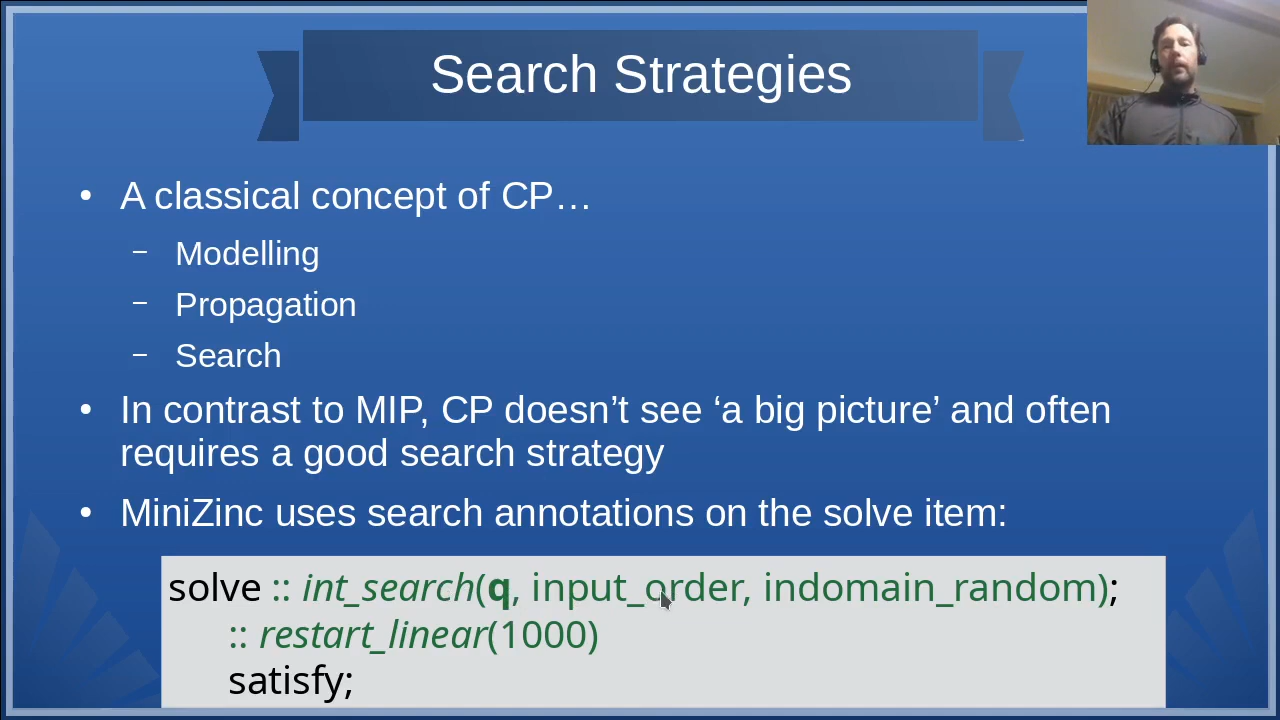 Search Strategies
A classical concept of CP…
Modelling
Propagation
Search
In contrast to MIP, CP doesn’t see ‘a big picture’ and often
requires a good search strategy
MiniZinc uses search annotations on the solve item:
solve :: int_search(q, input_order, indomain_random);
:: restart_linear(1000)
satisfy;